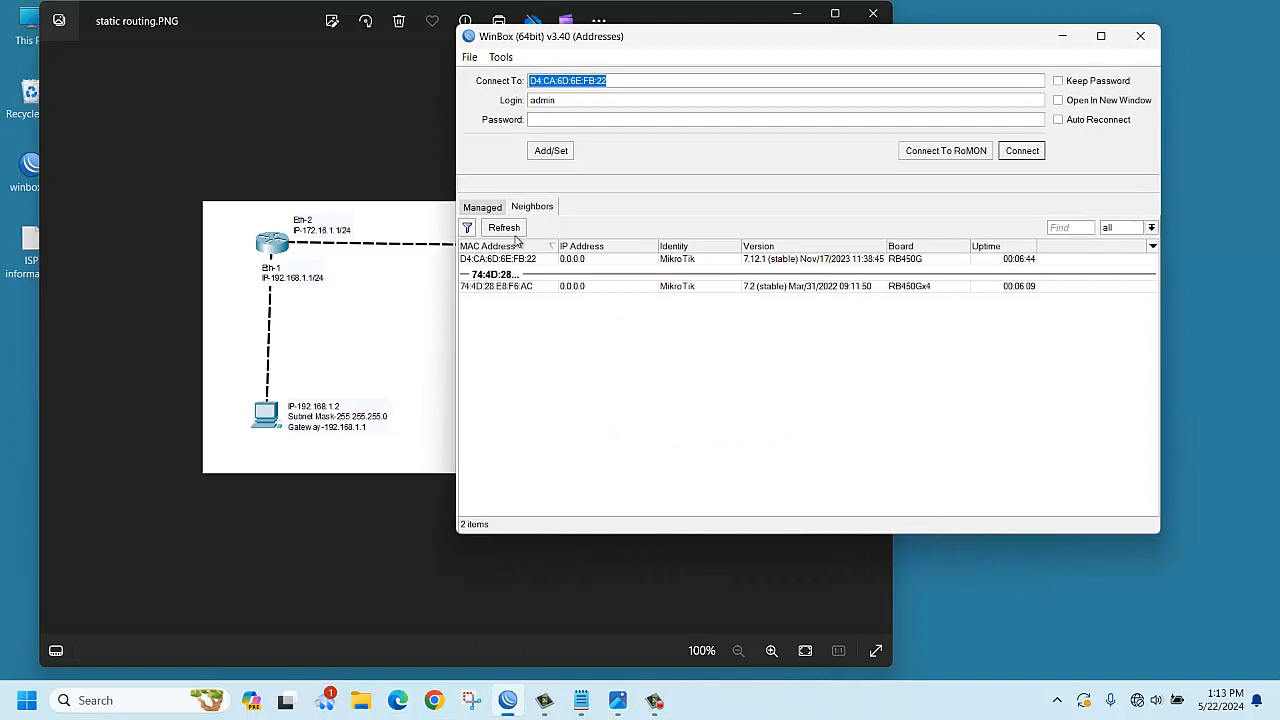 This P
static routing.PNG
WinBox (64bit) v3.40 (Addresses)
File Tools
Connect To: D4:CA:6D:6E:FB:22
Keep Password
Login: admin
Open In New Window
Password:
Auto Reconnect
Recycle
Add/Set
Connect To RoMON
Connect
winbox
Managed
Neighbors
Refresh
Find
all
MAC Address IP Address Identity Version Board Uptime
D4:CA:6D:6E:FB:22 0.0.0.0 MikroTik 7.12.1 (stable) Nov/17/2023 11:38:45 RB450G 00:06:44
74:4D:28...
74:4D:28:E8:F6:AC 0.0.0.0 MikroTik 7.2 (stable) Mar/31/2022 09:11:50 RB450Gx4 00:06:09
Eth-2
IP-172.16.1.1/24
Eth-1
IP-192.168.1.1/24
ISP
informa
IP-192.168.1.2
Subnet Mask-255.255.255.0
Gateway-192.168.1.1
2 items
100%
1:1
Search
PRE
1
1:13 PM
5/22/2024